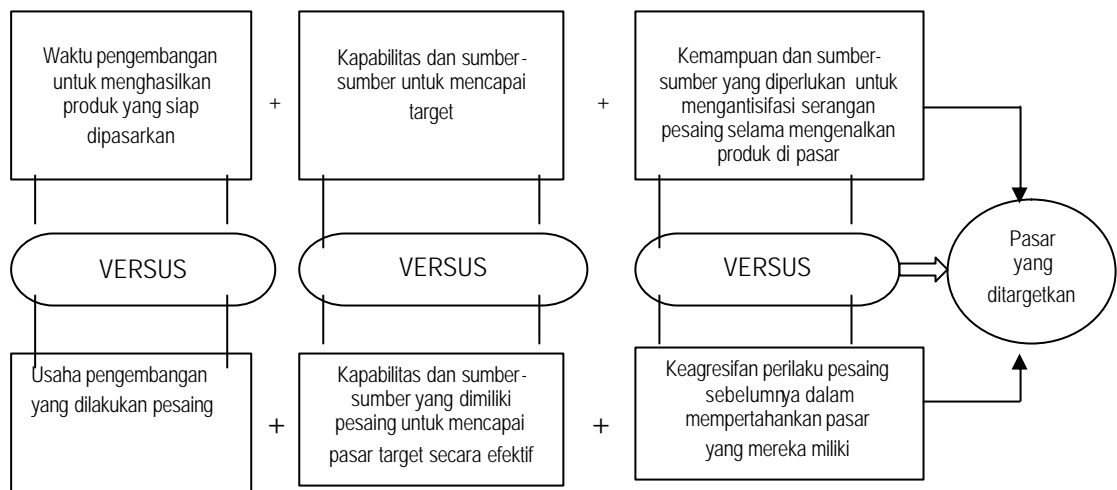 Waktu pengembangan
untuk menghasilkan
produk yang siap
dipasarkan
+
Kapabilitas dan sumber-
sumber untuk mencapai
target
+
Kemampuan dan sumber-
sumber yang diperlukan untuk
mengantisifasi serangan
pesaing selama mengenalkan
produk di pasar
VERSUS
VERSUS
VERSUS
Pasar
yang
ditargetkan
Usaha pengembangan
yang dilakukan pesaing
+
Kapabilitas dan sumber-
sumber yang dimiliki
pesaing untuk mencapai
pasar target secara efektif
+
Keagresifan perilaku pesaing
sebelumnya dalam
mempertahankan pasar
yang mereka miliki